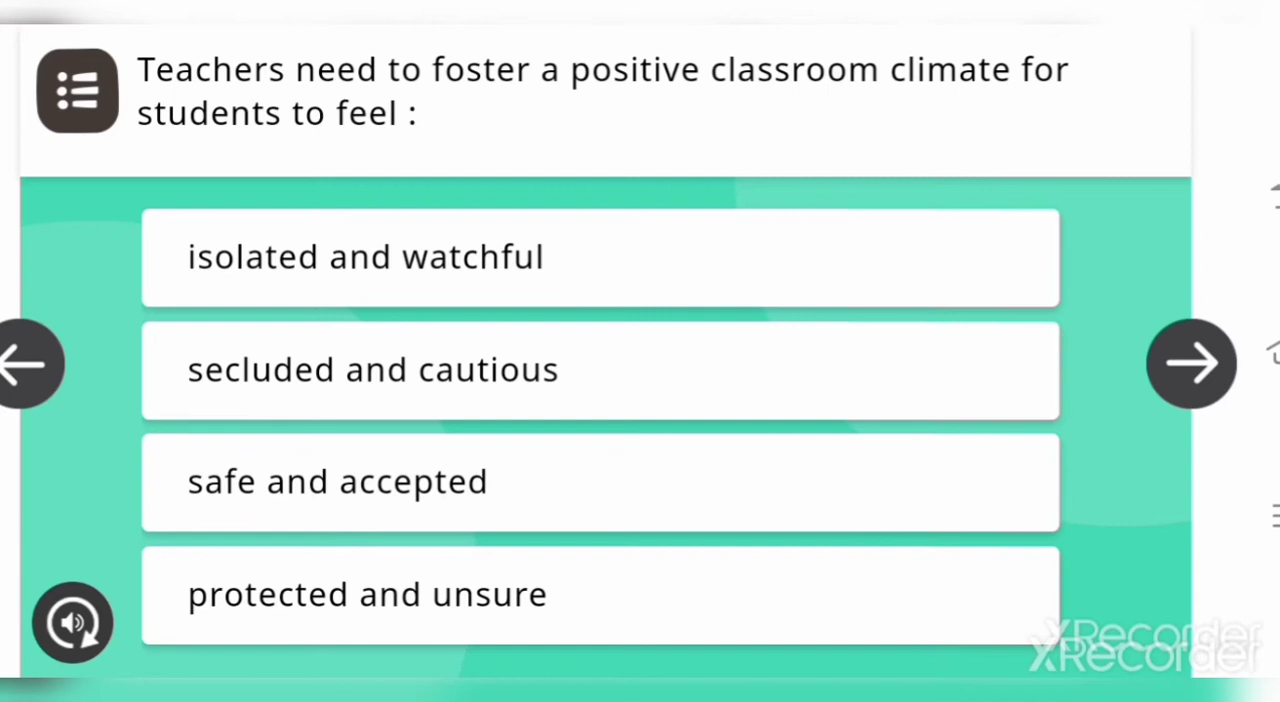 Teachers need to foster a positive classroom climate for
students to feel :
isolated and watchful
secluded and cautious
safe and accepted
protected and unsure
XRecorder
XRecorder